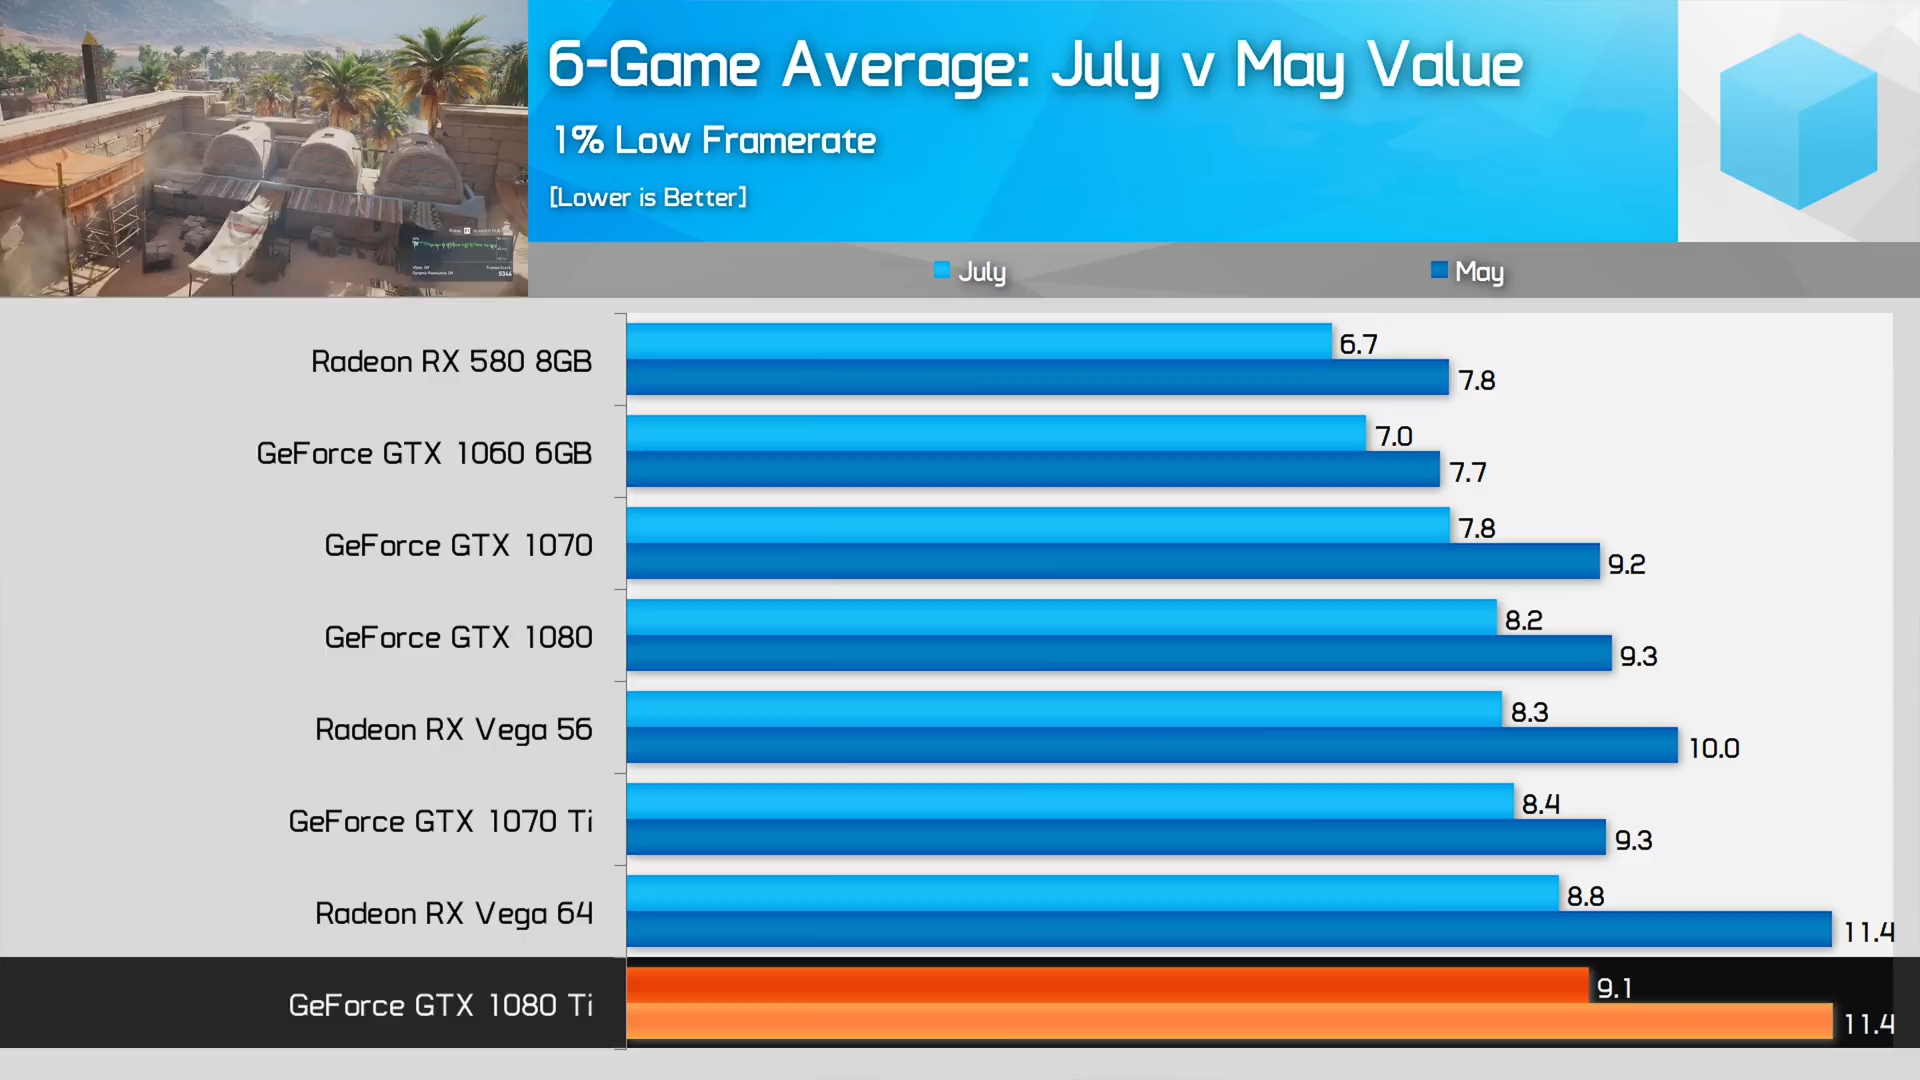 6-Game Average: July v May Value
1% Low Framerate
[Lower is Better]
July
May
Radeon RX 580 8GB
6.7
7.8
GeForce GTX 1060 6GB
7.0
7.7
GeForce GTX 1070
7.8
9.2
GeForce GTX 1080
8.2
9.3
Radeon RX Vega 56
8.3
10.0
GeForce GTX 1070 Ti
8.4
9.3
Radeon RX Vega 64
8.8
11.4
GeForce GTX 1080 Ti
9.1
11.4